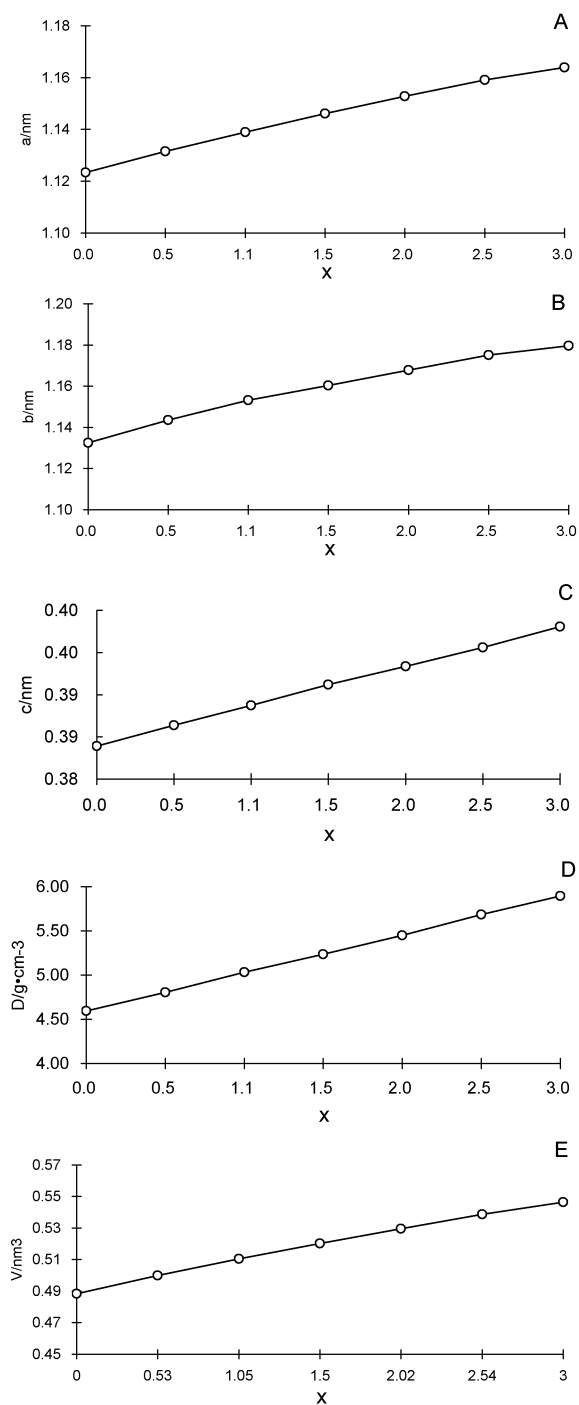 A
1.18
1.16
1.14
1.12
1.10
a/nm
0.0 0.5 1.1 1.5 2.0 2.5 3.0
x
B
1.20
1.18
1.16
1.14
1.12
1.10
b/nm
0.0 0.5 1.1 1.5 2.0 2.5 3.0
x
C
0.40
0.40
0.39
0.39
0.38
c/nm
0.0 0.5 1.1 1.5 2.0 2.5 3.0
x
D
6.00
5.50
5.00
4.50
4.00
D/g•cm-3
0.0 0.5 1.1 1.5 2.0 2.5 3.0
x
E
0.57
0.55
0.53
0.51
0.49
0.47
0.45
V/nm3
0 0.53 1.05 1.5 2.02 2.54 3
x